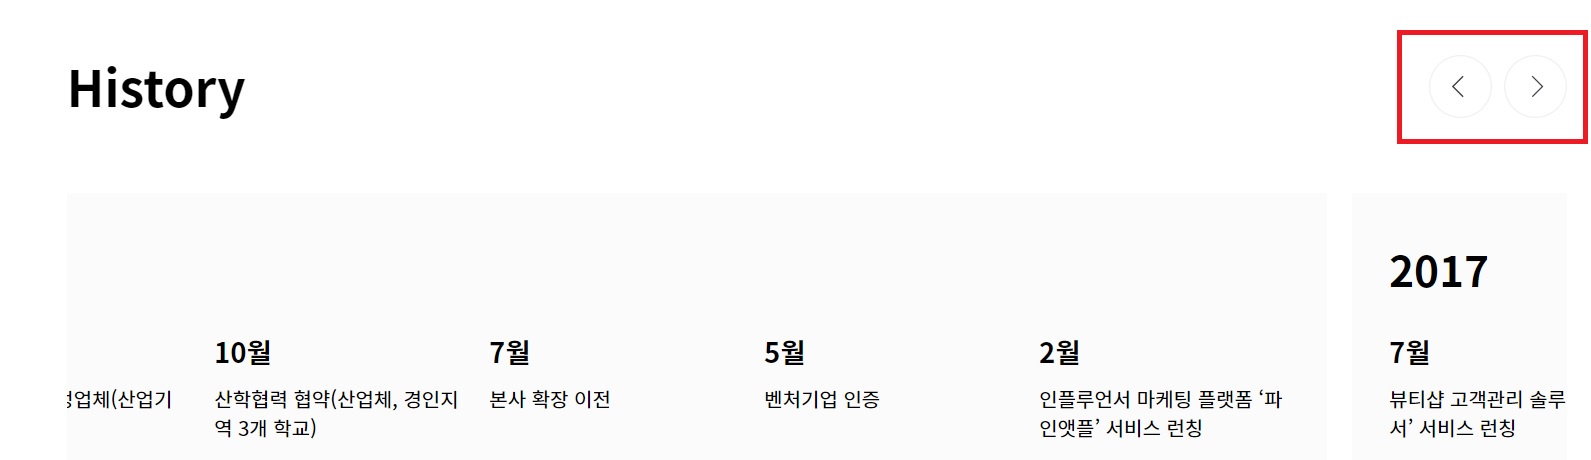 History
2017
10월
7월
5월
2월
7월
업체(산업기
산학협력 협약(산업체, 경인지
역 3개 학교)
본사 확장 이전
벤처기업 인증
인플루언서 마케팅 플랫폼 ‘파
인앳플’ 서비스 런칭
뷰티샵 고객관리 솔루
서’ 서비스 런칭